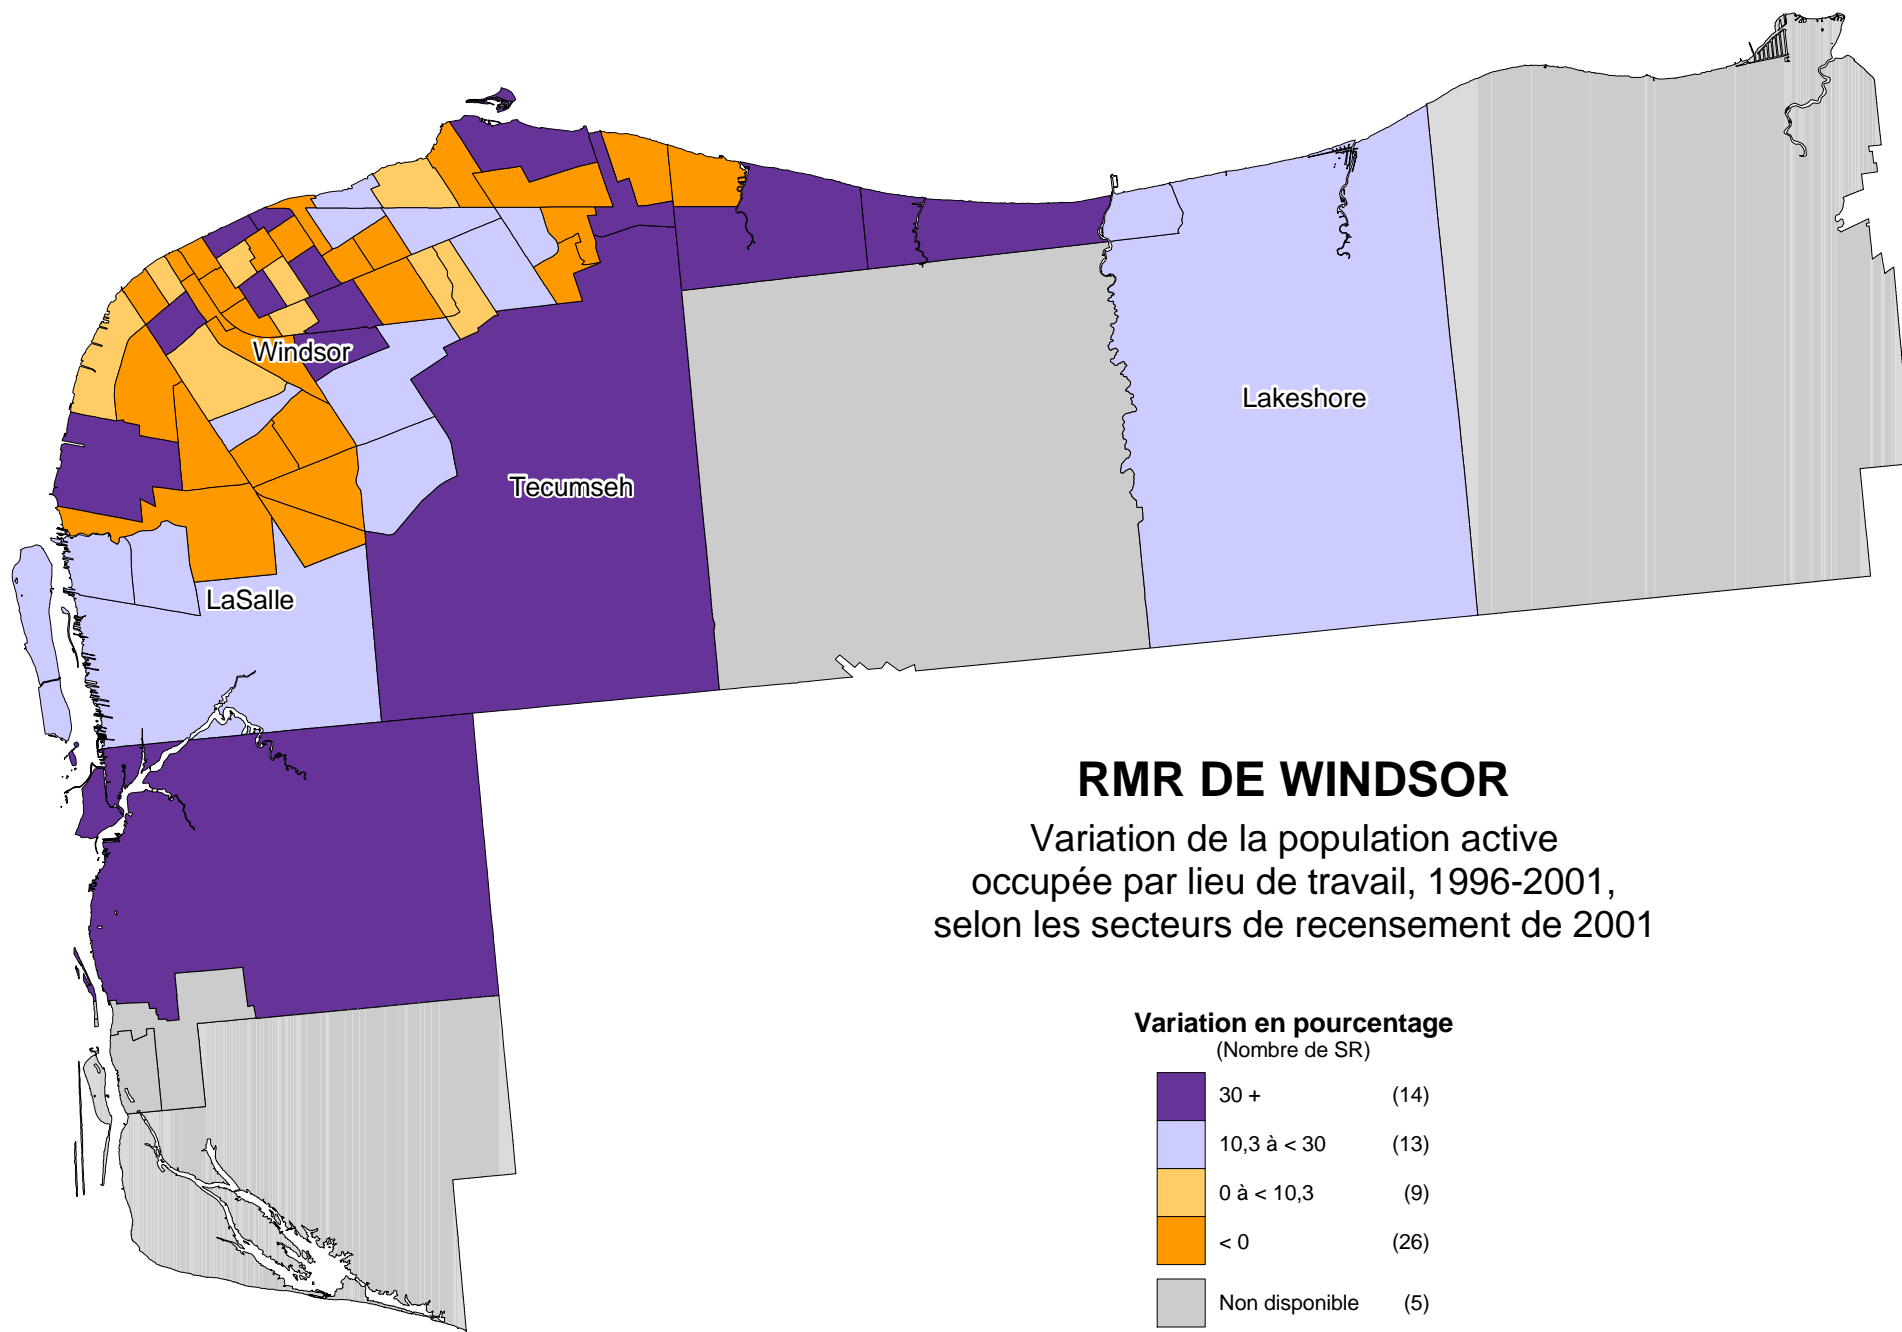 Windsor
Lakeshore
Tecumseh
LaSalle
RMR DE WINDSOR
Variation de la population active
occupée par lieu de travail, 1996-2001,
selon les secteurs de recensement de 2001
Variation en pourcentage
(Nombre de SR)
30 + (14)
10,3 à < 30 (13)
0 à < 10,3 (9)
< 0 (26)
Non disponible (5)